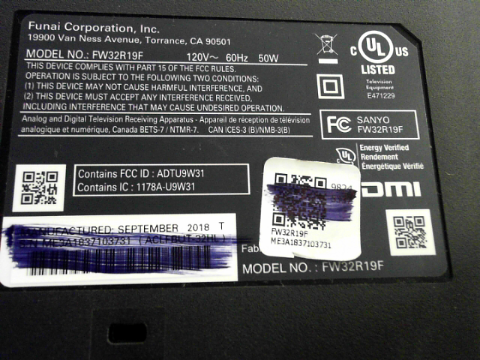 Funai Corporation, Inc.
19900 Van Ness Avenue, Torrance, CA 90501
MODEL NO.: FW32R19F 120V~ 60Hz 50W
THIS DEVICE COMPLIES WITH PART 15 OF THE FCC RULES.
OPERATION IS SUBJECT TO THE FOLLOWING TWO CONDITIONS:
(1) THIS DEVICE MAY NOT CAUSE HARMFUL INTERFERENCE, AND
(2) THIS DEVICE MUST ACCEPT ANY INTERFERENCE RECEIVED,
INCLUDING INTERFERENCE THAT MAY CAUSE UNDESIRED OPERATION.
Analog and Digital Television Receiving Apparatus - Appareil de réception de télévision
analogique et numérique, Canada BETS-7 / NTMR-7. CAN ICES-3 (B)/NMB-3(B)
c UL US
LISTED
Television
Equipment
E471229
FC SANYO
FW32R19F
UL Energy Verified
Rendement
Énergétique Vérifié
Contains FCC ID : ADTU9W31
Contains IC : 1178A-U9W31
MANUFACTURED: SEPTEMBER 2018 T
ME3A1837103731
9824
FW32R19F
ME3A1837103731
HDMI
MODEL NO.: FW32R19F